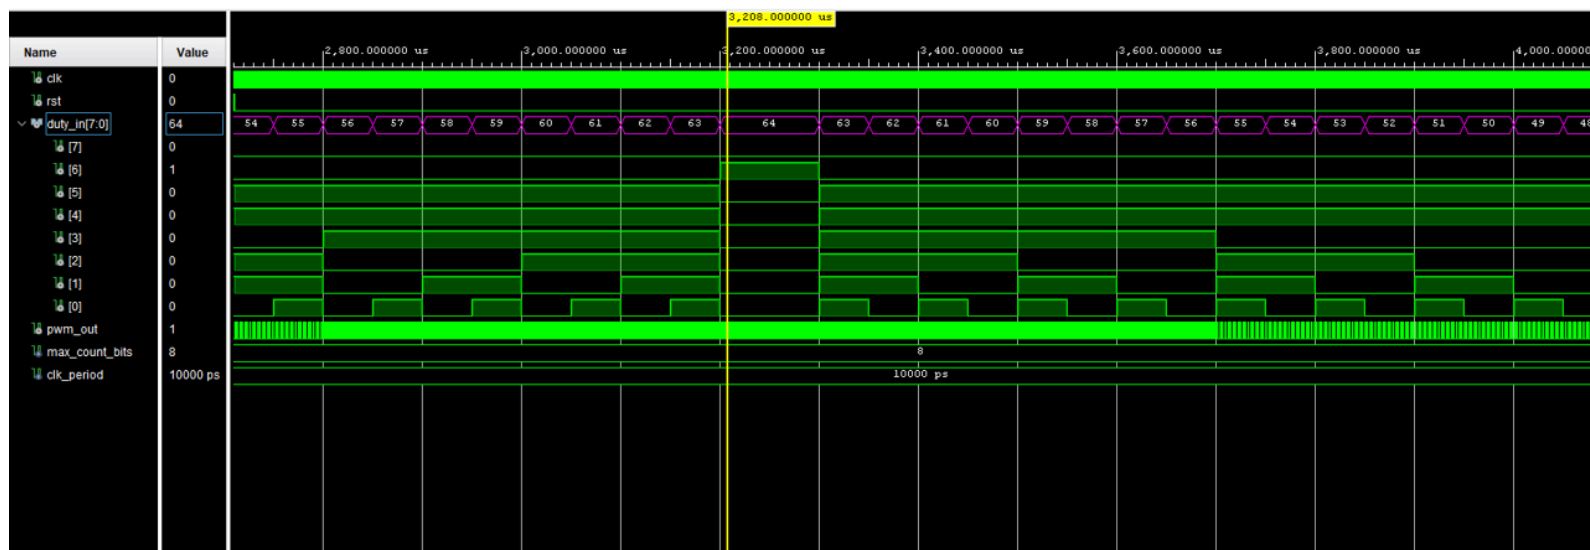 3,208.000000 us
Name Value
2,800.000000 us 3,000.000000 us 3,200.000000 us 3,400.000000 us 3,600.000000 us 3,800.000000 us 4,000.00000
clk 0
rst 0
duty_in[7:0] 64 54 55 56 57 58 59 60 61 62 63 64 63 62 61 60 59 58 57 56 55 54 53 52 51 50 49 48
[7] 0
[6] 1
[5] 0
[4] 0
[3] 0
[2] 0
[1] 0
[0] 0
pwm_out 1
max_count_bits 8 8
clk_period 10000 ps 10000 ps